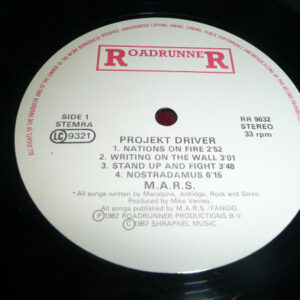 ROADRUNNER
SIDE 1
STEMRA
LC 9321
RR 9632
STEREO
33 rpm
PROJEKT DRIVER
1. NATIONS ON FIRE 2'52
2. WRITING ON THE WALL 3'01
3. STAND UP AND FIGHT 3'48
4. NOSTRADAMUS 6'15
M.A.R.S.
* All songs written by Macalpine, Aldridge, Rock and Sarzo.
Produced by Mike Varney.
All songs published by M.A.R.S./FANGIO.
Ⓟ1987 ROADRUNNER PRODUCTIONS B.V.
©1987 SHRAPNEL MUSIC